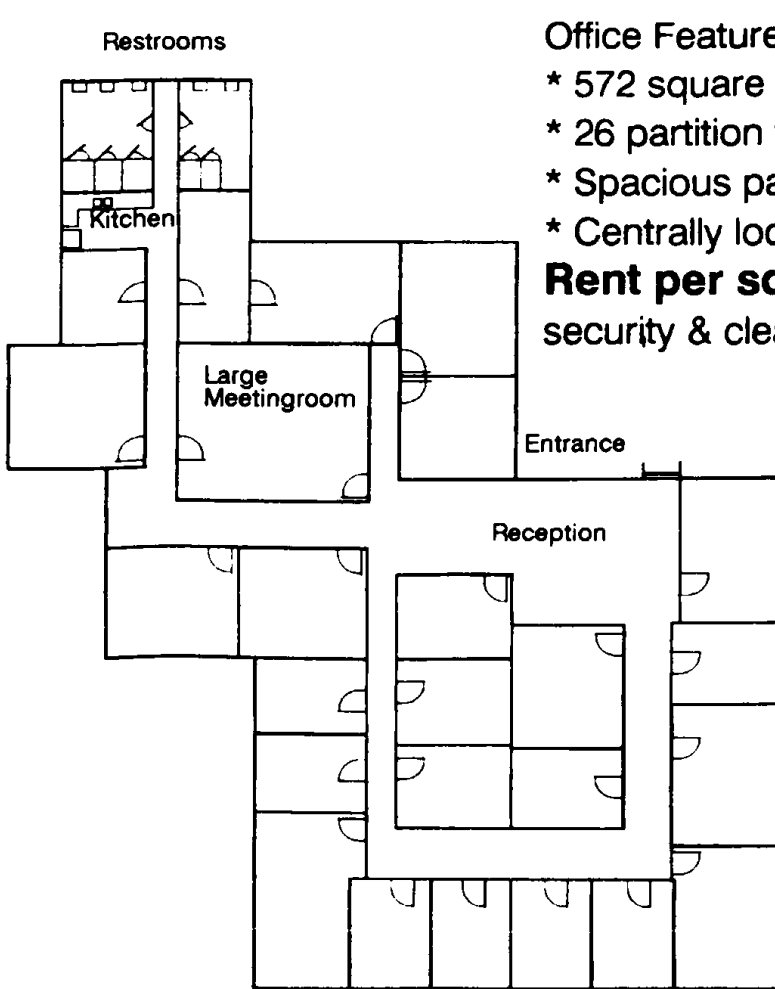 Restrooms
Office Feature
* 572 square
* 26 partition
* Spacious pa
* Centrally loc
Rent per sq
security & clea
Kitchen
Large
Meetingroom
Entrance
Reception